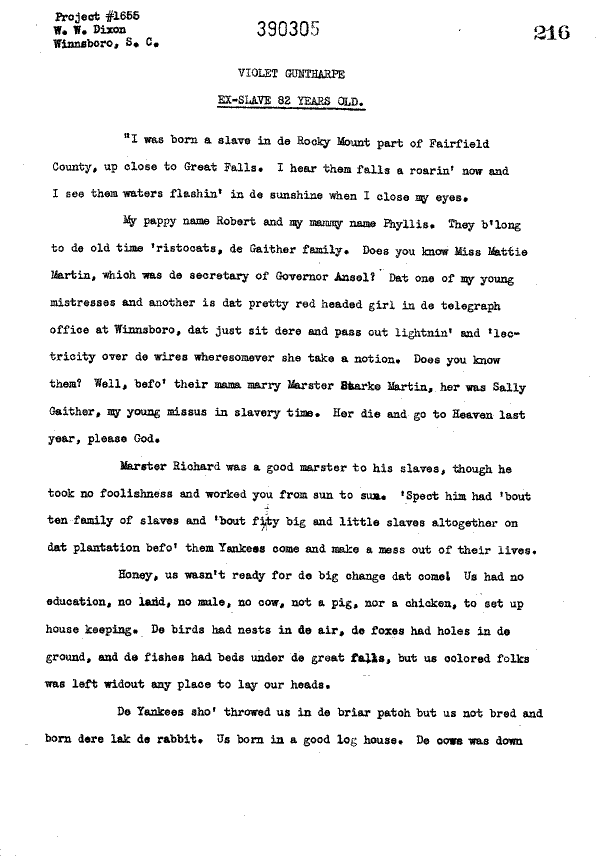 Project #1655
W. W. Dixon
Winnsboro, S. C.
390305
216
VIOLET GUNTHARPE
EX-SLAVE 82 YEARS OLD.
"I was born a slave in de Rocky Mount part of Fairfield
County, up close to Great Falls. I hear them falls a roarin' now and
I see them waters flashin' in de sunshine when I close my eyes.
My pappy name Robert and my mammy name Phyllis. They b'long
to de old time 'ristocats, de Gaither family. Does you know Miss Mattie
Martin, which was de secretary of Governor Ansel? Dat one of my young
mistresses and another is dat pretty red headed girl in de telegraph
office at Winnsboro, dat just sit dere and pass out lightnin' and 'lec-
tricity over de wires wheresomever she take a notion. Does you know
them? Well, befo' their mama marry Marster Starke Martin, her was Sally
Gaither, my young missus in slavery time. Her die and go to Heaven last
year, please God.
Marster Richard was a good marster to his slaves, though he
took no foolishness and worked you from sun to sun. 'Spect him had 'bout
ten family of slaves and 'bout fifty big and little slaves altogether on
dat plantation befo' them Yankees come and make a mess out of their lives.
Honey, us wasn't ready for de big change dat come! Us had no
education, no land, no mule, no cow, not a pig, nor a chicken, to set up
house keeping. De birds had nests in de air, de foxes had holes in de
ground, and de fishes had beds under de great falls, but us colored folks
was left widout any place to lay our heads.
De Yankees sho' throwed us in de briar patch but us not bred and
born dere lak de rabbit. Us born in a good log house. De cows was down